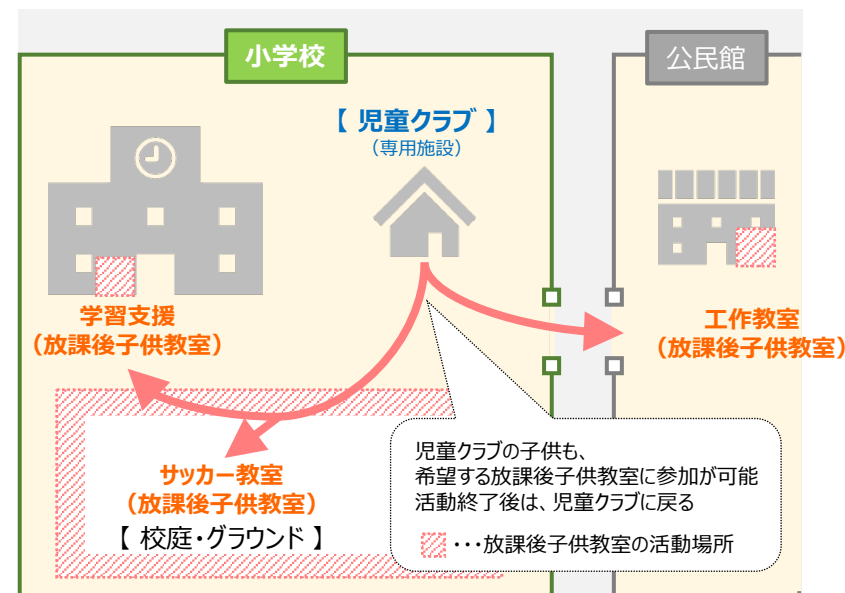 小学校
公民館
【 児童クラブ 】
（専用施設）
学習支援
（放課後子供教室）
工作教室
（放課後子供教室）
サッカー教室
（放課後子供教室）
【 校庭・グラウンド 】
児童クラブの子供も、
希望する放課後子供教室に参加が可能
活動終了後は、児童クラブに戻る
・・・放課後子供教室の活動場所